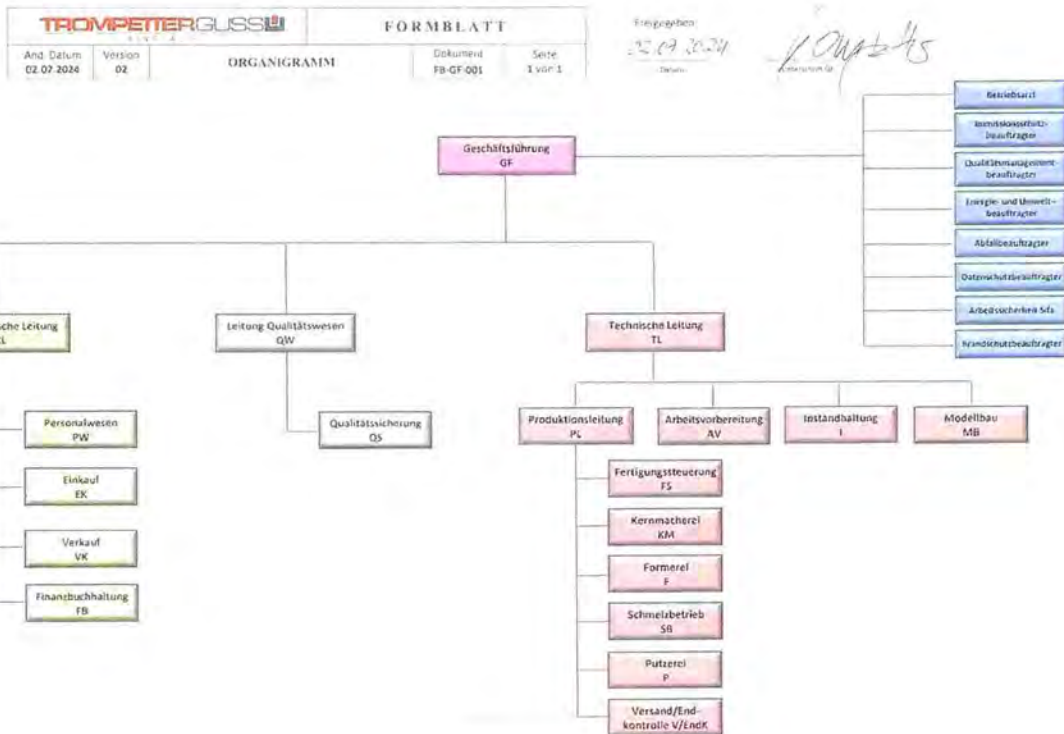 TROMPETTERGUSS
FORMBLATT
Änd. Datum
02.07.2024
Version
02
ORGANIGRAMM
Dokument
FB-GF-001
Seite
1 von 1
Freigegeben:
02.07.2024
Datum
Geschäftsführung
GF
Betriebsarzt
Immissionsschutz-
beauftragter
Qualitätsmanagement
beauftragter
Energie- und Umwelt-
beauftragter
Abfallbeauftragter
Datenschutzbeauftragter
Arbeitssicherheit Sifa
Brandschutzbeauftragter
che Leitung
Leitung Qualitätswesen
QW
Technische Leitung
TL
Personalwesen
PW
Einkauf
EK
Verkauf
VK
Finanzbuchhaltung
FB
Qualitätssicherung
QS
Produktionsleitung
PL
Arbeitsvorbereitung
AV
Instandhaltung
I
Modellbau
MB
Fertigungssteuerung
FS
Kernmacherei
KM
Formerei
F
Schmelzbetrieb
SB
Putzerei
P
Versand/End-
kontrolle V/EndK